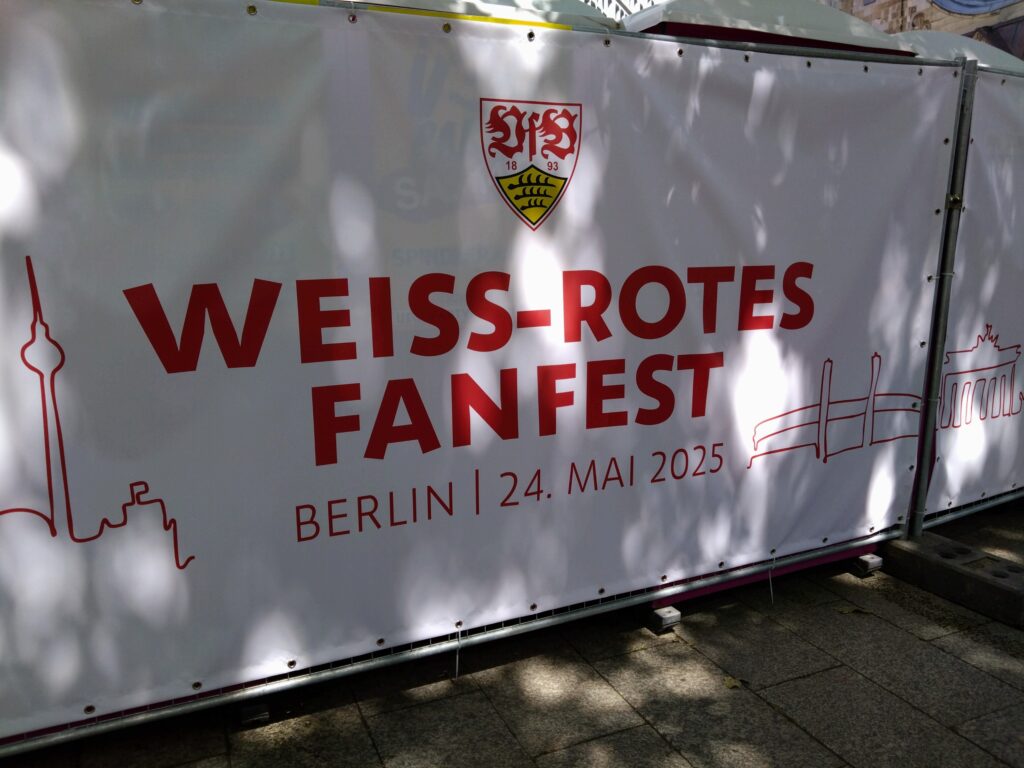 VfB
18 93
WEISS-ROTES
FANFEST
BERLIN | 24. MAI 2025